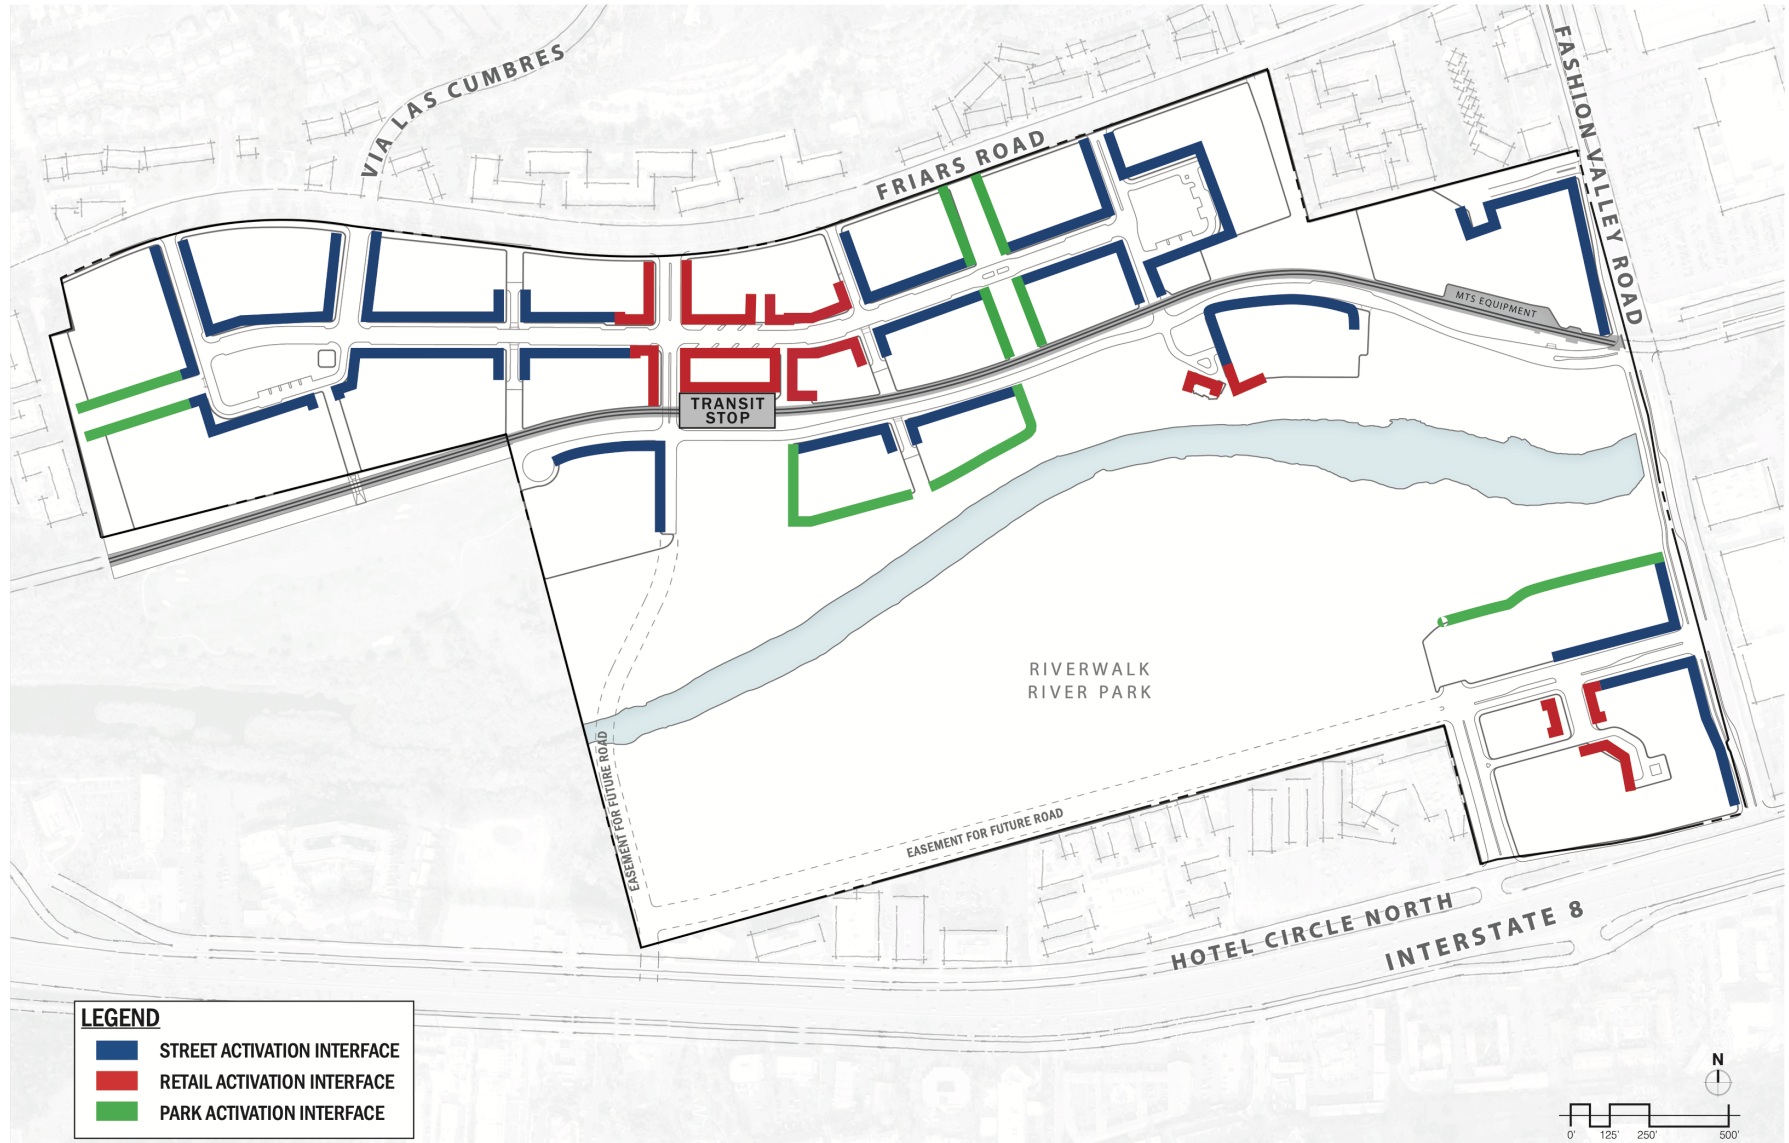 VIA LAS CUMBRES
FRIARS ROAD
FASHION VALLEY ROAD
MTS EQUIPMENT
TRANSIT
STOP
RIVERWALK
RIVER PARK
EASEMENT FOR FUTURE ROAD
EASEMENT FOR FUTURE ROAD
HOTEL CIRCLE NORTH
INTERSTATE 8
LEGEND
STREET ACTIVATION INTERFACE
RETAIL ACTIVATION INTERFACE
PARK ACTIVATION INTERFACE
N
0' 125' 250' 500'